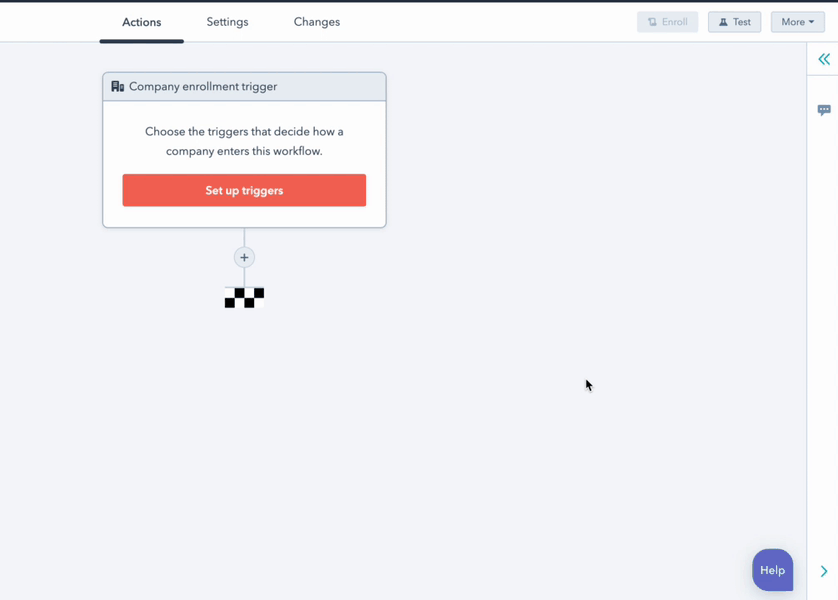 Actions
Settings
Changes
Enroll
Test
More
Company enrollment trigger
Choose the triggers that decide how a
company enters this workflow.
Set up triggers
Help